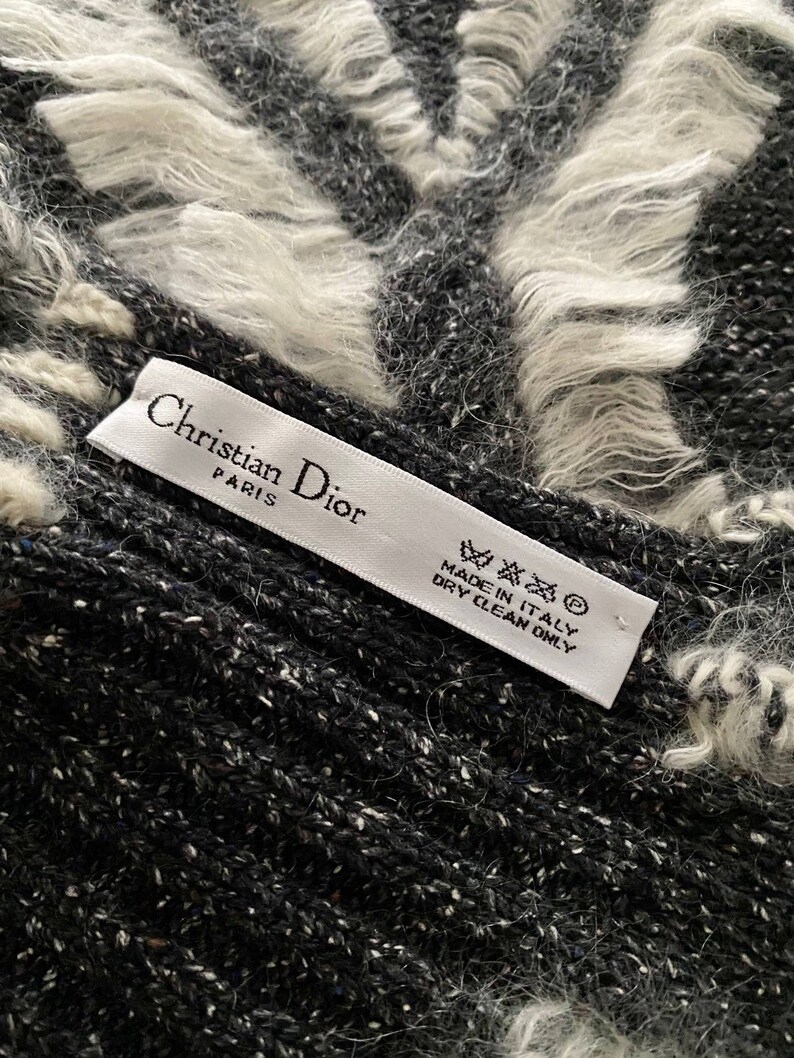 Christian Dior
PARIS
MADE IN ITALY
DRY CLEAN ONLY